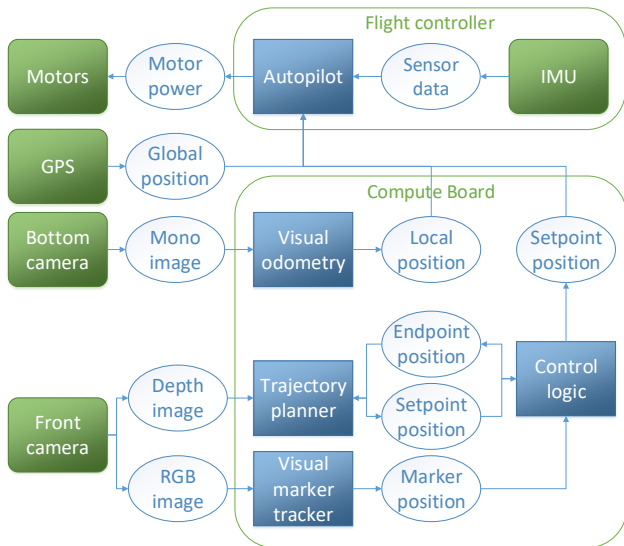 Flight controller
Motors
Motor
power
Autopilot
Sensor
data
IMU
GPS
Global
position
Compute Board
Bottom
camera
Mono
image
Visual
odometry
Local
position
Setpoint
position
Endpoint
position
Depth
image
Trajectory
planner
Control
logic
Setpoint
position
Front
camera
RGB
image
Visual
marker
tracker
Marker
position